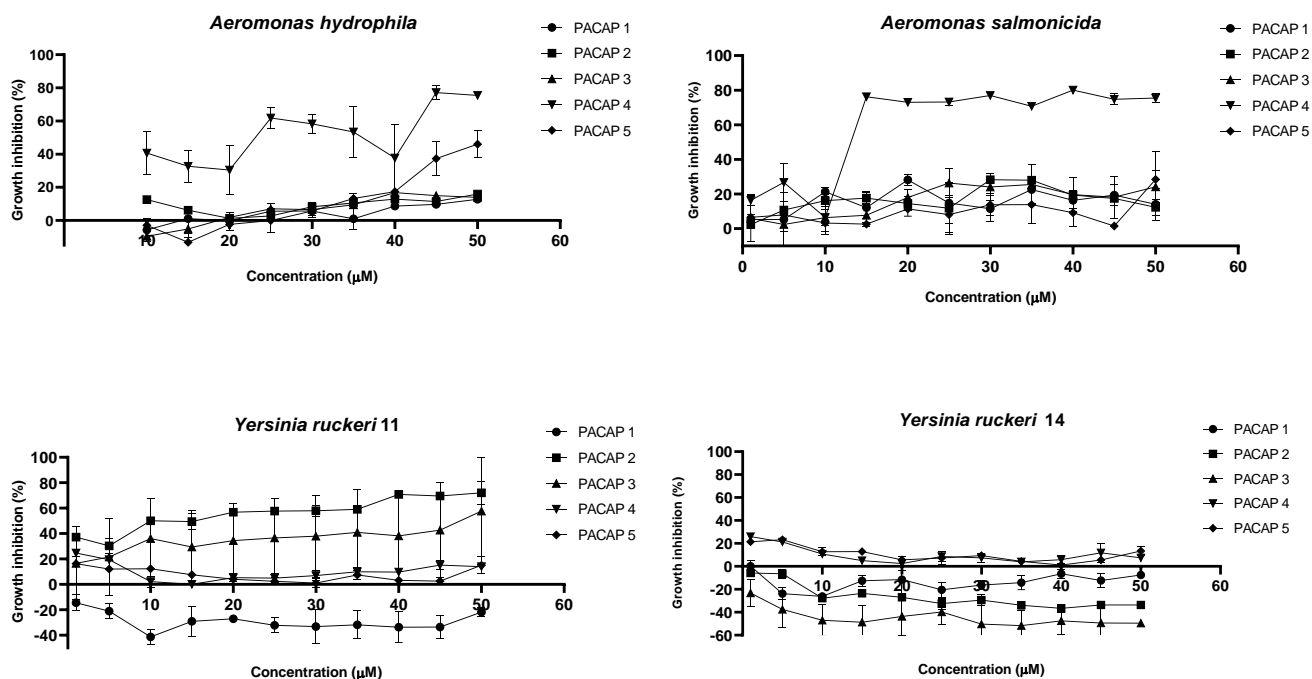 Aeromonas hydrophila
Growth inhibition (%)
100
80
60
40
20
0
10
20
30
40
50
60
Concentration (μM)
PACAP 1
PACAP 2
PACAP 3
PACAP 4
PACAP 5
Aeromonas salmonicida
Growth inhibition (%)
100
80
60
40
20
0
0
10
20
30
40
50
60
Concentration (μM)
PACAP 1
PACAP 2
PACAP 3
PACAP 4
PACAP 5
Yersinia ruckeri 11
Growth inhibition (%)
100
80
60
40
20
0
-20
-40
10
20
30
40
50
60
Concentration (μM)
PACAP 1
PACAP 2
PACAP 3
PACAP 4
PACAP 5
Yersinia ruckeri 14
Growth inhibition (%)
100
80
60
40
20
0
-20
-40
-60
10
20
30
40
50
60
Concentration (μM)
PACAP 1
PACAP 2
PACAP 3
PACAP 4
PACAP 5